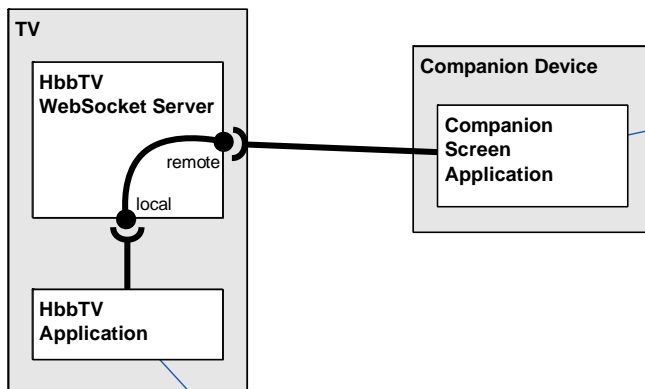 TV
HbbTV
WebSocket Server
remote
local
HbbTV
Application
Companion Device
Companion
Screen
Application